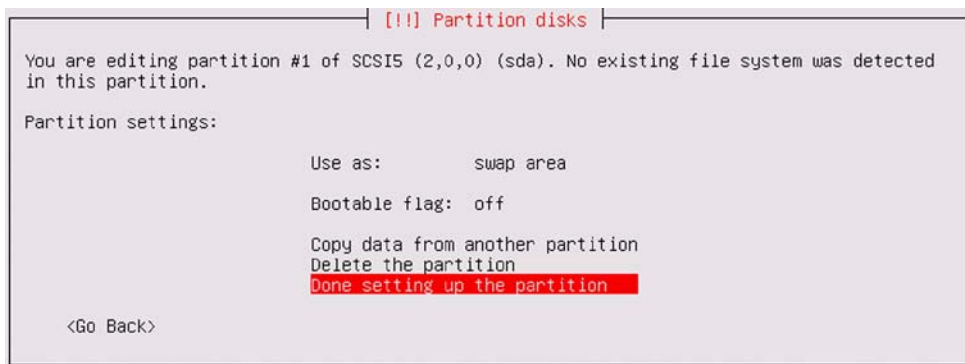 [!!] Partition disks
You are editing partition #1 of SCSI5 (2,0,0) (sda). No existing file system was detected
in this partition.
Partition settings:
Use as: swap area
Bootable flag: off
Copy data from another partition
Delete the partition
Done setting up the partition
<Go Back>